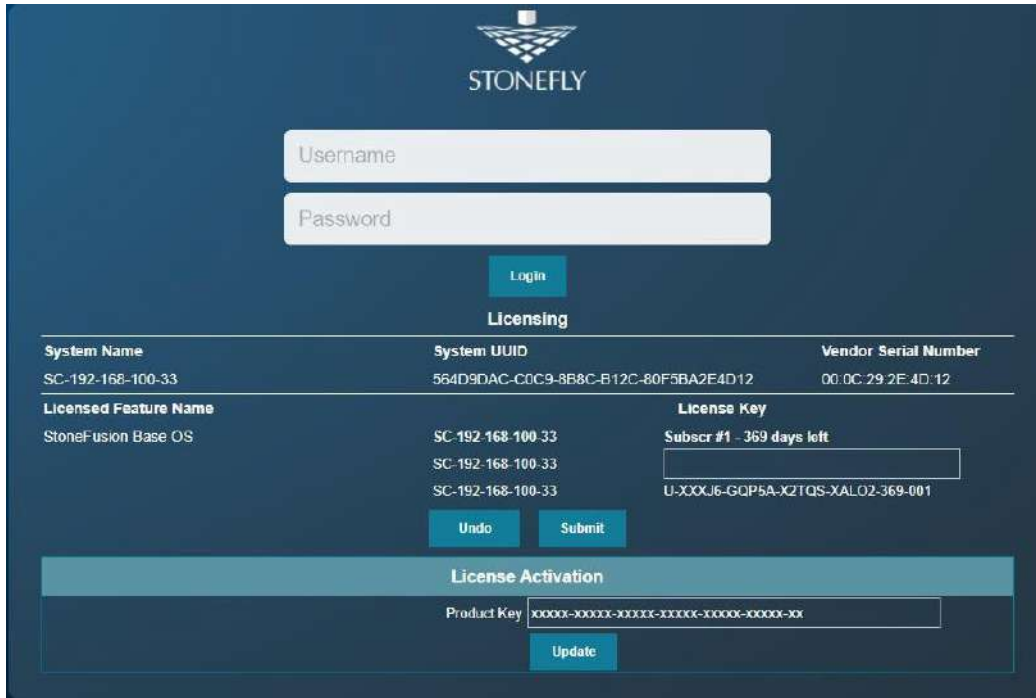 STONEFLY
Username
Password
Login
Licensing
System Name System UUID Vendor Serial Number
SC-192-168-100-33 564D9DAC-C0C9-8B8C-B12C-80F5BA2E4D12 00:0C:29:2E:4D:12
Licensed Feature Name License Key
StoneFusion Base OS SC-192-168-100-33 Subscr #1 - 369 days left
SC-192-168-100-33
SC-192-168-100-33 U-XXXJ6-GQP5A-X2TQS-XALO2-369-001
Undo Submit
License Activation
Product Key xxxxx-xxxxx-xxxxx-xxxxx-xxxxx-xxxxx-xx
Update